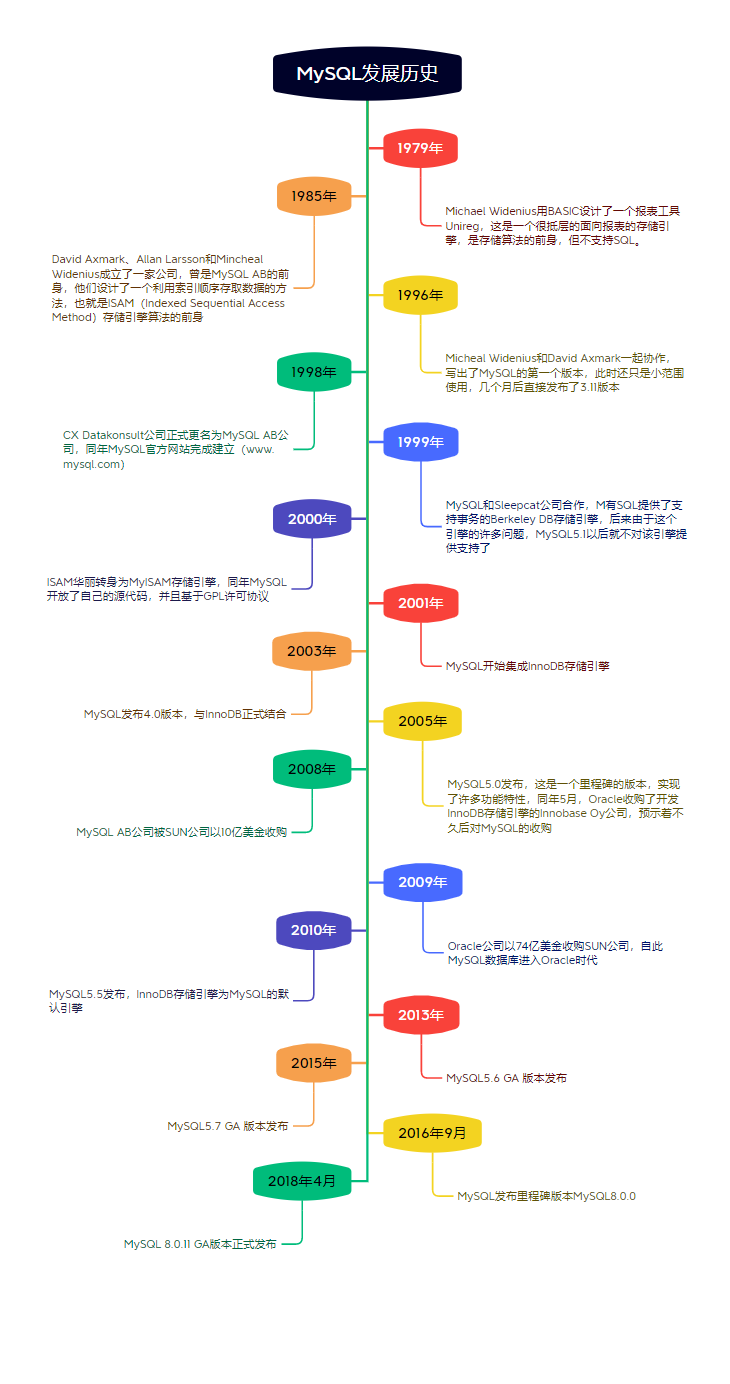 MySQL发展历史
1979年
Michael Widenius用BASIC设计了一个报表工具
Unireg，这是一个很抵层的面向报表的存储引
擎，是存储算法的前身，但不支持SQL。
1985年
David Axmark、Allan Larsson和Mincheal
Widenius成立了一家公司，曾是MySQL AB的前
身，他们设计了一个利用索引顺序存取数据的方
法，也就是ISAM（Indexed Sequential Access
Method）存储引擎算法的前身
1996年
Micheal Widenius和David Axmark一起协作，
写出了MySQL的第一个版本，此时还只是小范围
使用，几个月后直接发布了3.11版本
1998年
CX Datakonsult公司正式更名为MySQL AB公
司，同年MySQL官方网站完成建立（www.
mysql.com）
1999年
MySQL和Sleepcat公司合作，M有SQL提供了支
持事务的Berkeley DB存储引擎，后来由于这个
引擎的许多问题，MySQL5.1以后就不对该引擎提
供支持了
2000年
ISAM华丽转身为MyISAM存储引擎，同年MySQL
开放了自己的源代码，并且基于GPL许可协议
2001年
MySQL开始集成InnoDB存储引擎
2003年
MySQL发布4.0版本，与InnoDB正式结合
2005年
MySQL5.0发布，这是一个里程碑的版本，实现
了许多功能特性，同年5月，Oracle收购了开发
InnoDB存储引擎的Innobase Oy公司，预示着不
久后对MySQL的收购
2008年
MySQL AB公司被SUN公司以10亿美金收购
2009年
Oracle公司以74亿美金收购SUN公司，自此
MySQL数据库进入Oracle时代
2010年
MySQL5.5发布，InnoDB存储引擎为MySQL的默
认引擎
2013年
MySQL5.6 GA 版本发布
2015年
MySQL5.7 GA 版本发布
2016年9月
MySQL发布里程碑版本MySQL8.0.0
2018年4月
MySQL 8.0.11 GA版本正式发布